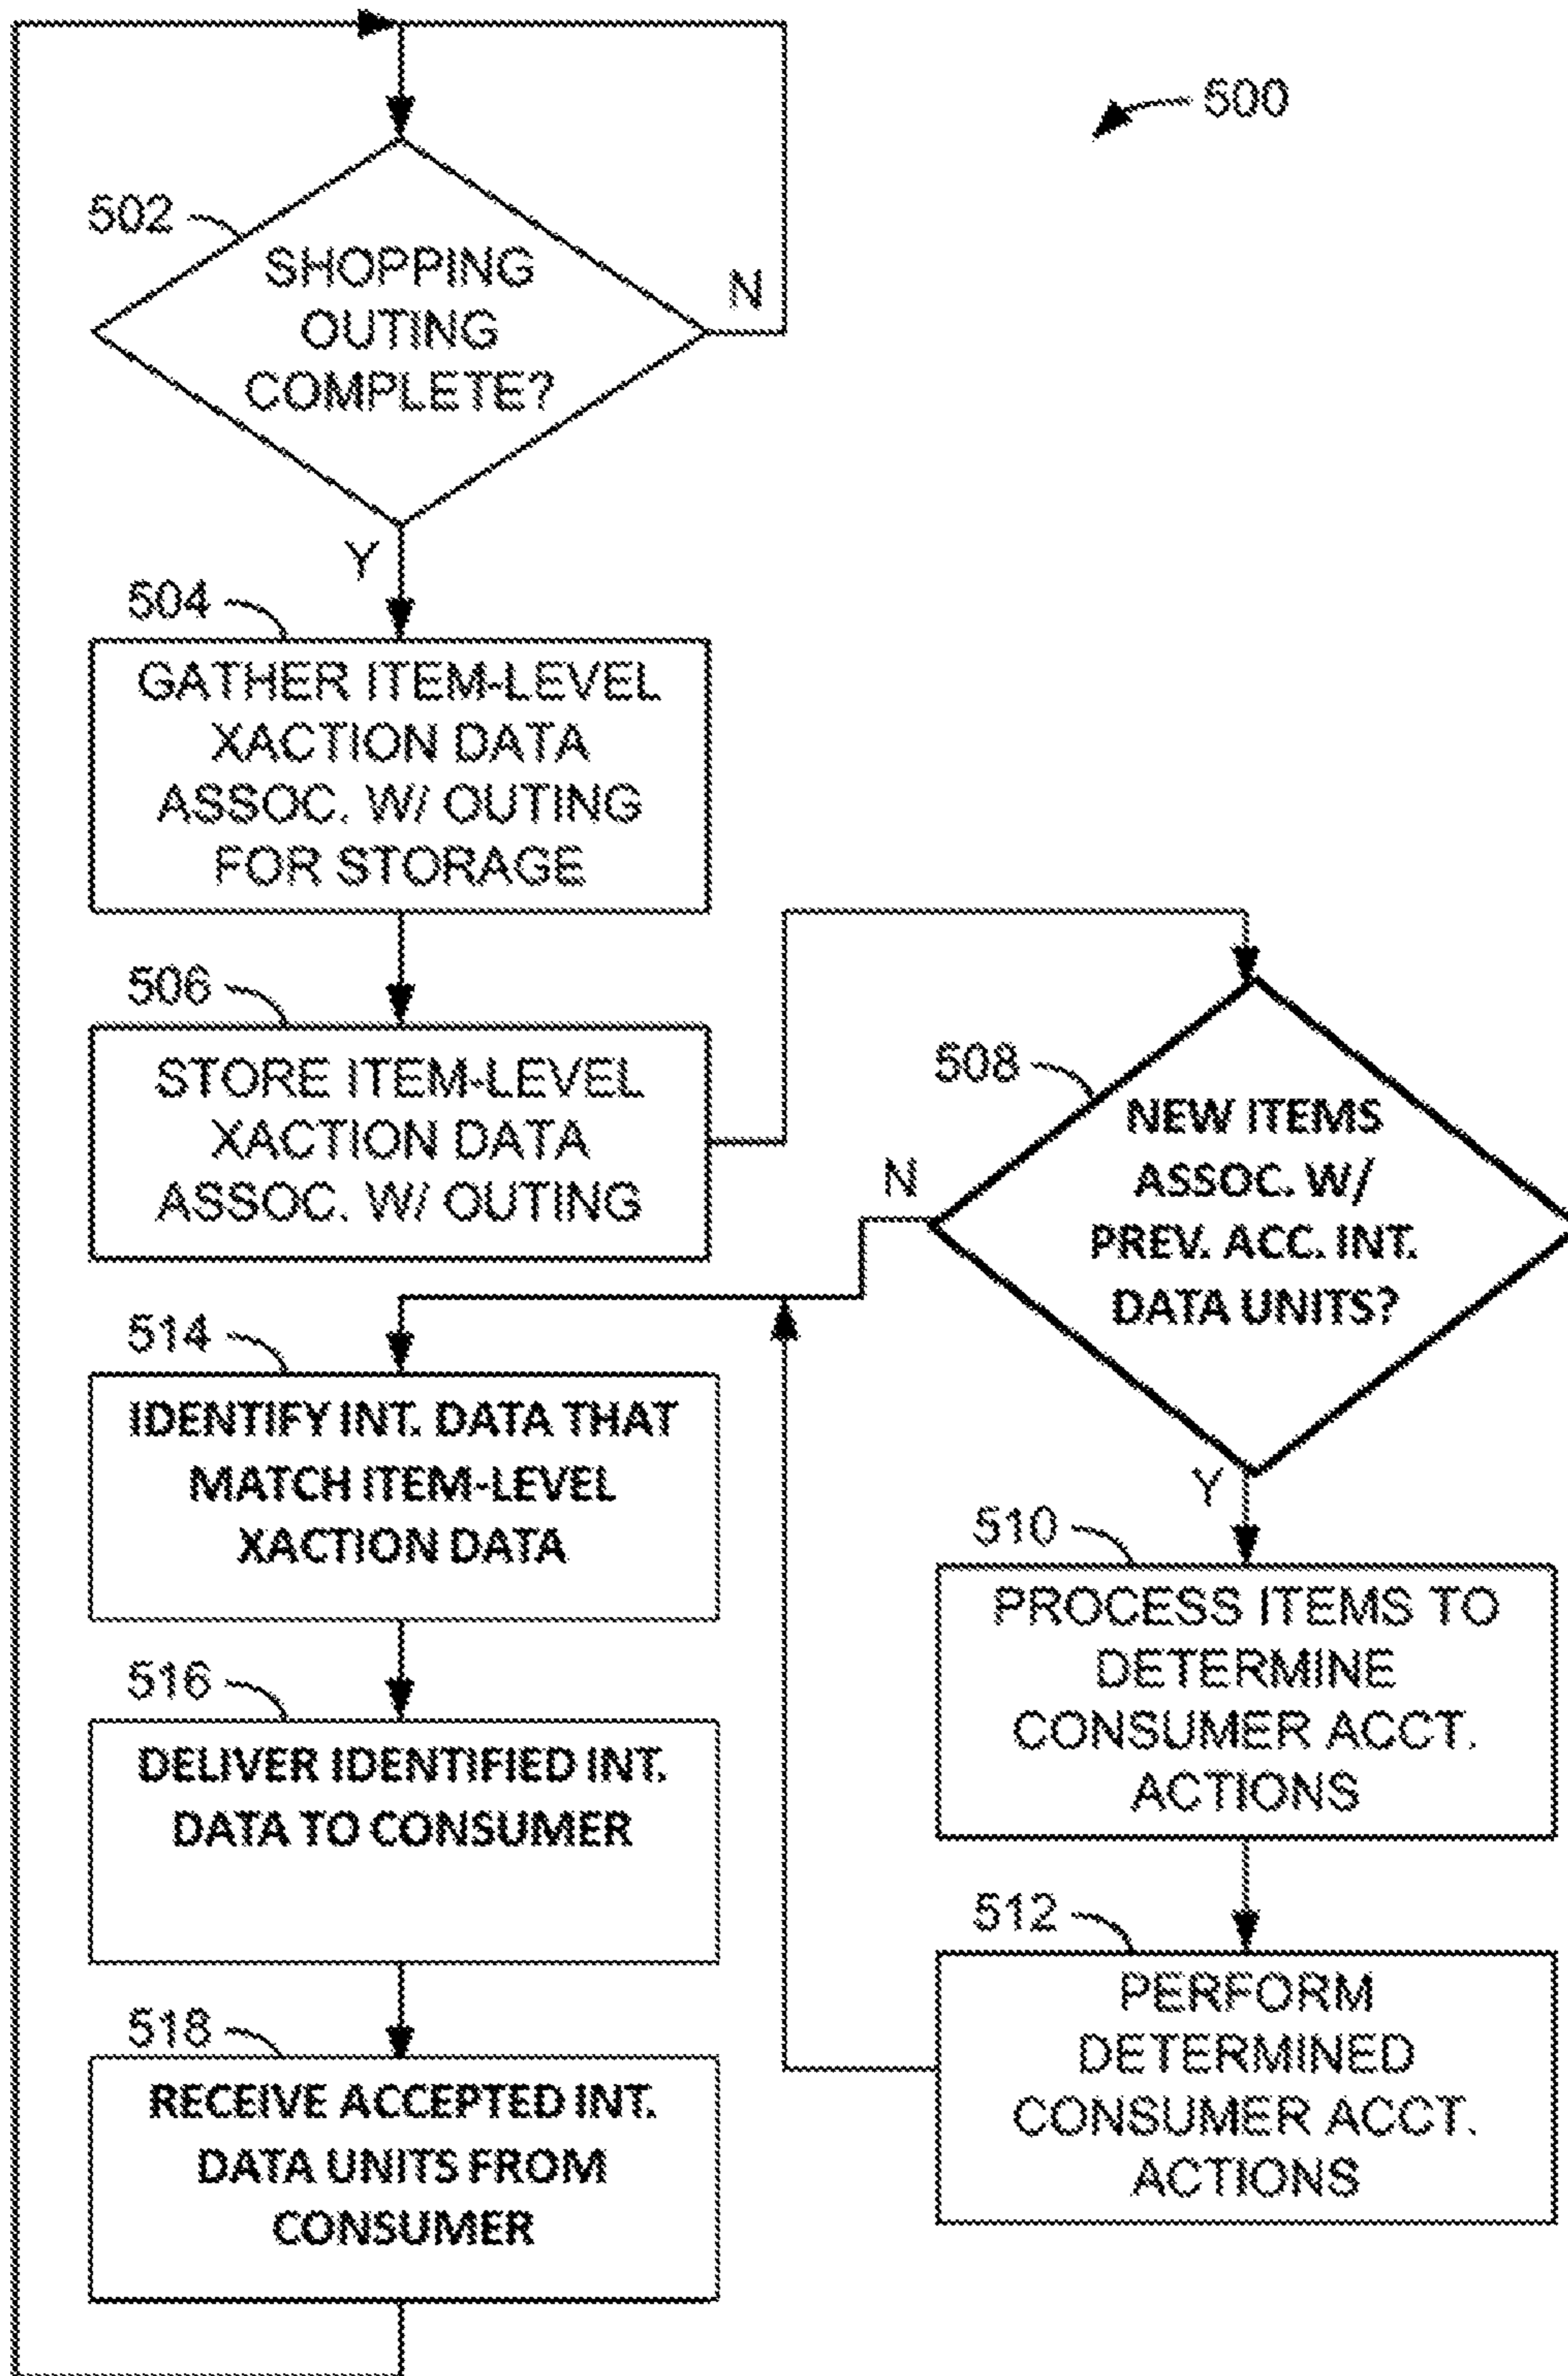 500
502
SHOPPING
OUTING
COMPLETE?
N
Y
504
GATHER ITEM-LEVEL
XACTION DATA
ASSOC. W/ OUTING
FOR STORAGE
506
STORE ITEM-LEVEL
XACTION DATA
ASSOC. W/ OUTING
508
NEW ITEMS
ASSOC. W/
PREV. ACC. INT.
DATA UNITS?
N
Y
510
PROCESS ITEMS TO
DETERMINE
CONSUMER ACCT.
ACTIONS
512
PERFORM
DETERMINED
CONSUMER ACCT.
ACTIONS
514
IDENTIFY INT. DATA THAT
MATCH ITEM-LEVEL
XACTION DATA
516
DELIVER IDENTIFIED INT.
DATA TO CONSUMER
518
RECEIVE ACCEPTED INT.
DATA UNITS FROM
CONSUMER